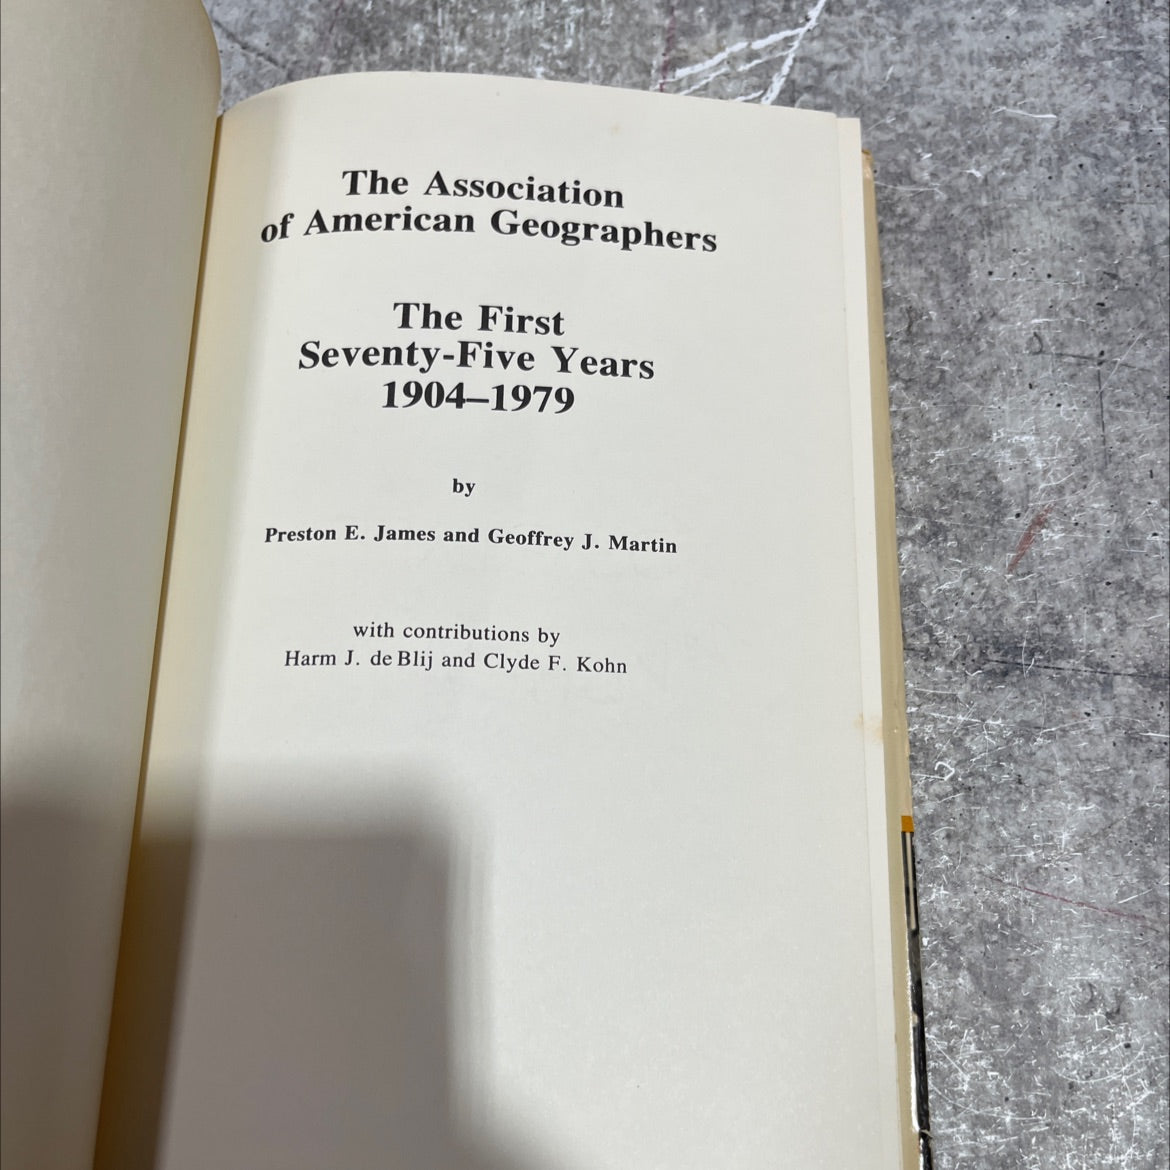 The Association
of American Geographers
The First
Seventy-Five Years
1904–1979
by
Preston E. James and Geoffrey J. Martin
with contributions by
Harm J. de Blij and Clyde F. Kohn